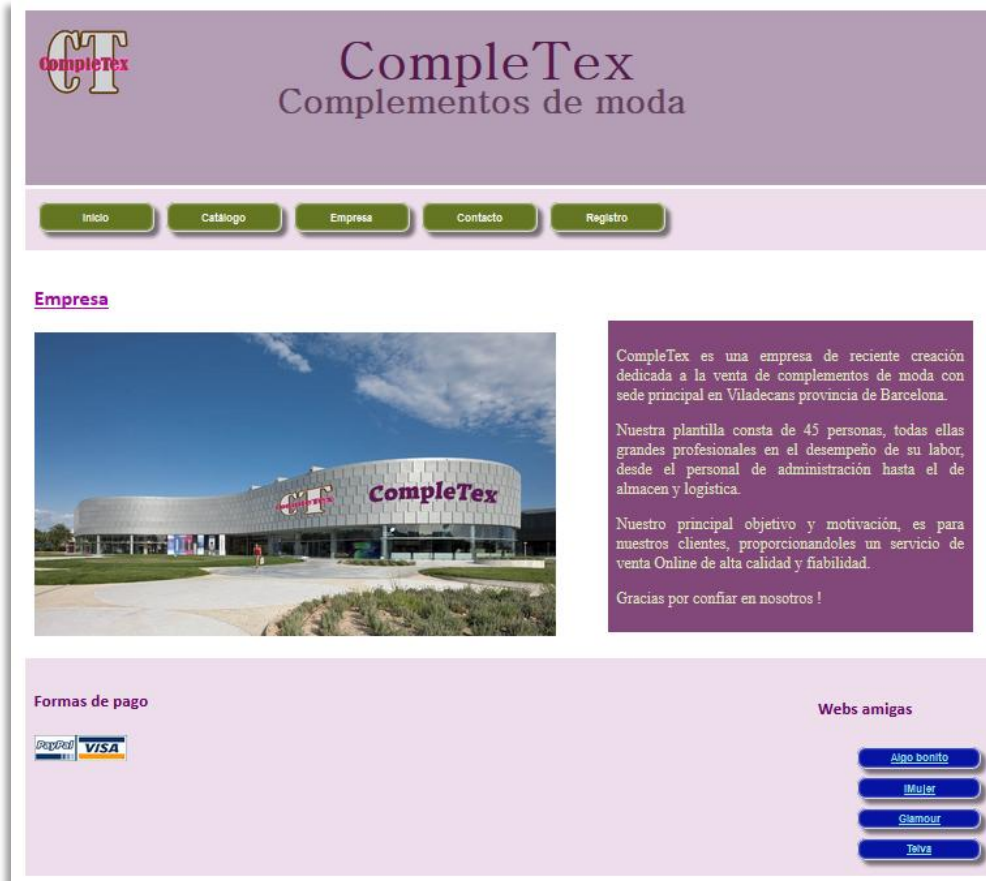 CT
CompleTex
CompleTex
Complementos de moda
Inicio
Catálogo
Empresa
Contacto
Registro
Empresa
CT
CompleTex
CompleTex
CompleTex es una empresa de reciente creación
dedicada a la venta de complementos de moda con
sede principal en Viladecans provincia de Barcelona.
Nuestra plantilla consta de 45 personas, todas ellas
grandes profesionales en el desempeño de su labor,
desde el personal de administración hasta el de
almacen y logística.
Nuestro principal objetivo y motivación, es para
nuestros clientes, proporcionandoles un servicio de
venta Online de alta calidad y fiabilidad.
Gracias por confiar en nosotros !
Formas de pago
PayPal
VISA
Webs amigas
Algo bonito
IMujer
Glamour
Telva